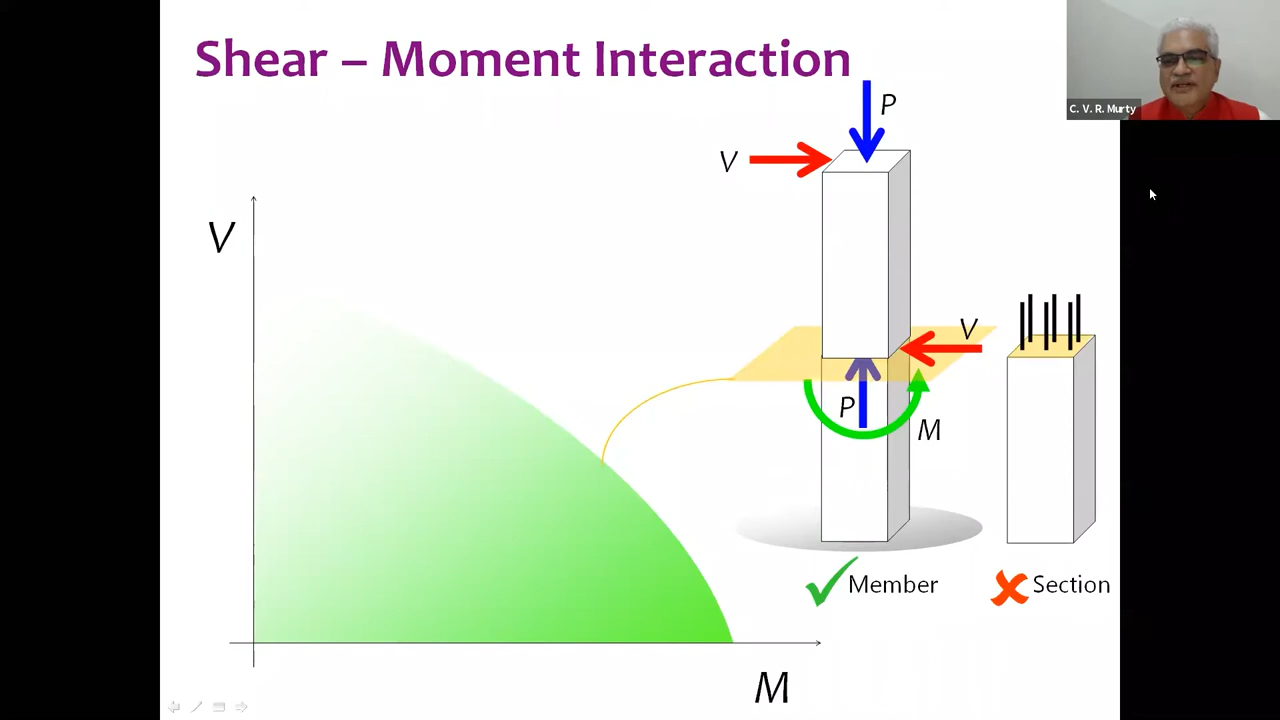 Shear – Moment Interaction
C. V. R. Murty
P
V
V
V
P
M
Member
Section
M